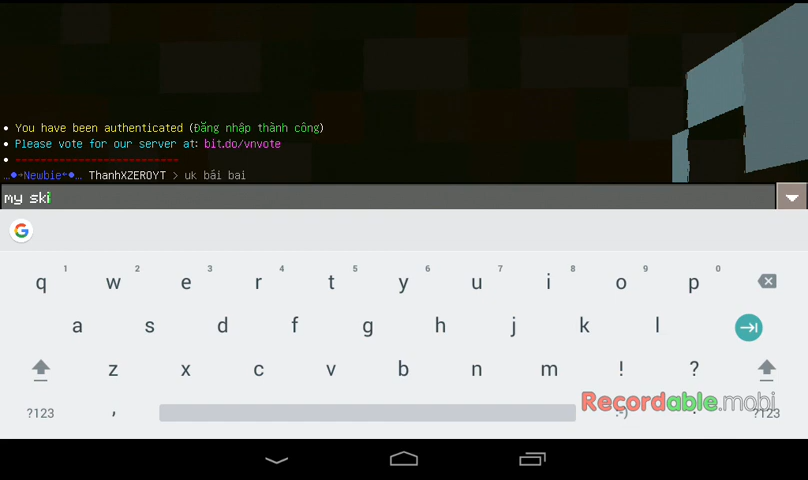 • You have been authenticated (Đăng nhập thành công)
• Please vote for our server at: bit.do/vnvote
• -------------------------
…●→Newbie←●… ThanhXZEROYT > uk bãi bai
my ski
q 1 w 2 e 3 r 4 t 5 y 6 u 7 i 8 o 9 p 0
a s d f g h j k l
z x c v b n m ! ?
?123 , :-) . ?123
Recordable.mobi